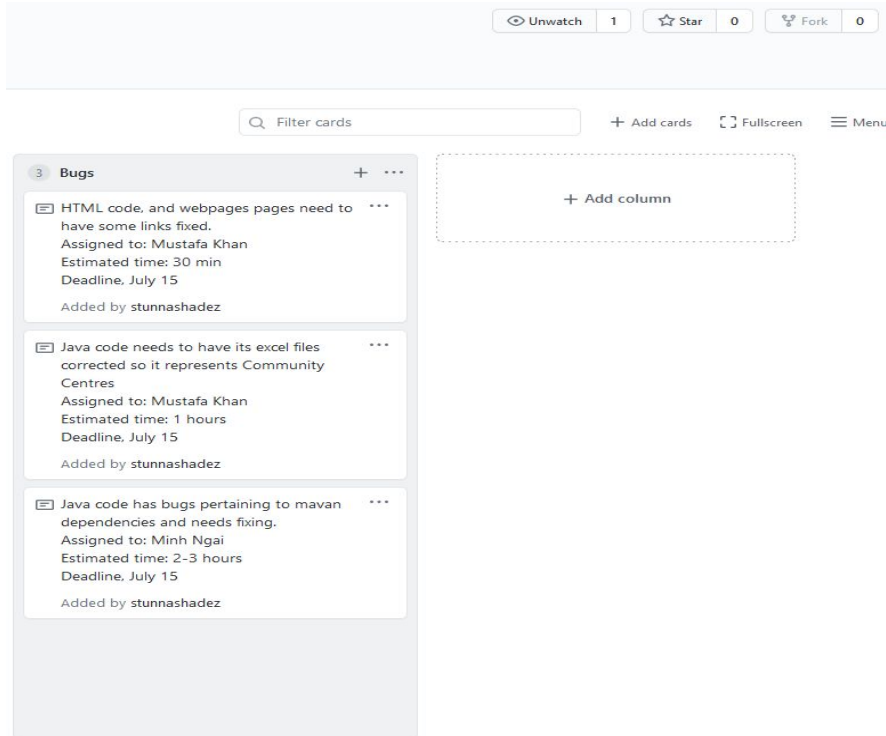 Unwatch 1 Star 0 Fork 0
Filter cards
Add cards Fullscreen Menu
3 Bugs
Add column
HTML code, and webpages pages need to
have some links fixed.
Assigned to: Mustafa Khan
Estimated time: 30 min
Deadline, July 15
Added by stunnashadez
Java code needs to have its excel files
corrected so it represents Community
Centres
Assigned to: Mustafa Khan
Estimated time: 1 hours
Deadline, July 15
Added by stunnashadez
Java code has bugs pertaining to mavan
dependencies and needs fixing.
Assigned to: Minh Ngai
Estimated time: 2-3 hours
Deadline, July 15
Added by stunnashadez